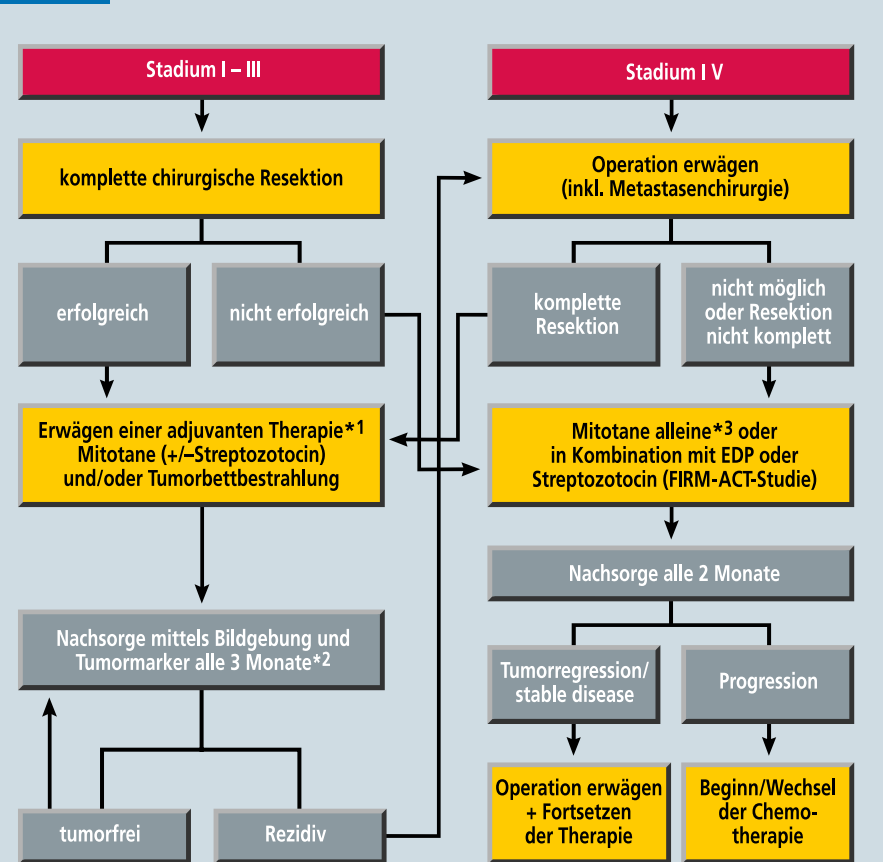 Stadium I – III
komplette chirurgische Resektion
erfolgreich
nicht erfolgreich
Erwägen einer adjuvanten Therapie*1
Mitotane (+/–Streptozotocin)
und/oder Tumorbettbestrahlung
Nachsorge mittels Bildgebung und
Tumormarker alle 3 Monate*2
tumorfrei
Rezidiv
Stadium I V
Operation erwägen
(inkl. Metastasenchirurgie)
komplette
Resektion
nicht möglich
oder Resektion
nicht komplett
Mitotane alleine*3 oder
in Kombination mit EDP oder
Streptozotocin (FIRM-ACT-Studie)
Nachsorge alle 2 Monate
Tumorregression/
stable disease
Progression
Operation erwägen
+ Fortsetzen
der Therapie
Beginn/Wechsel
der Chemo-
therapie